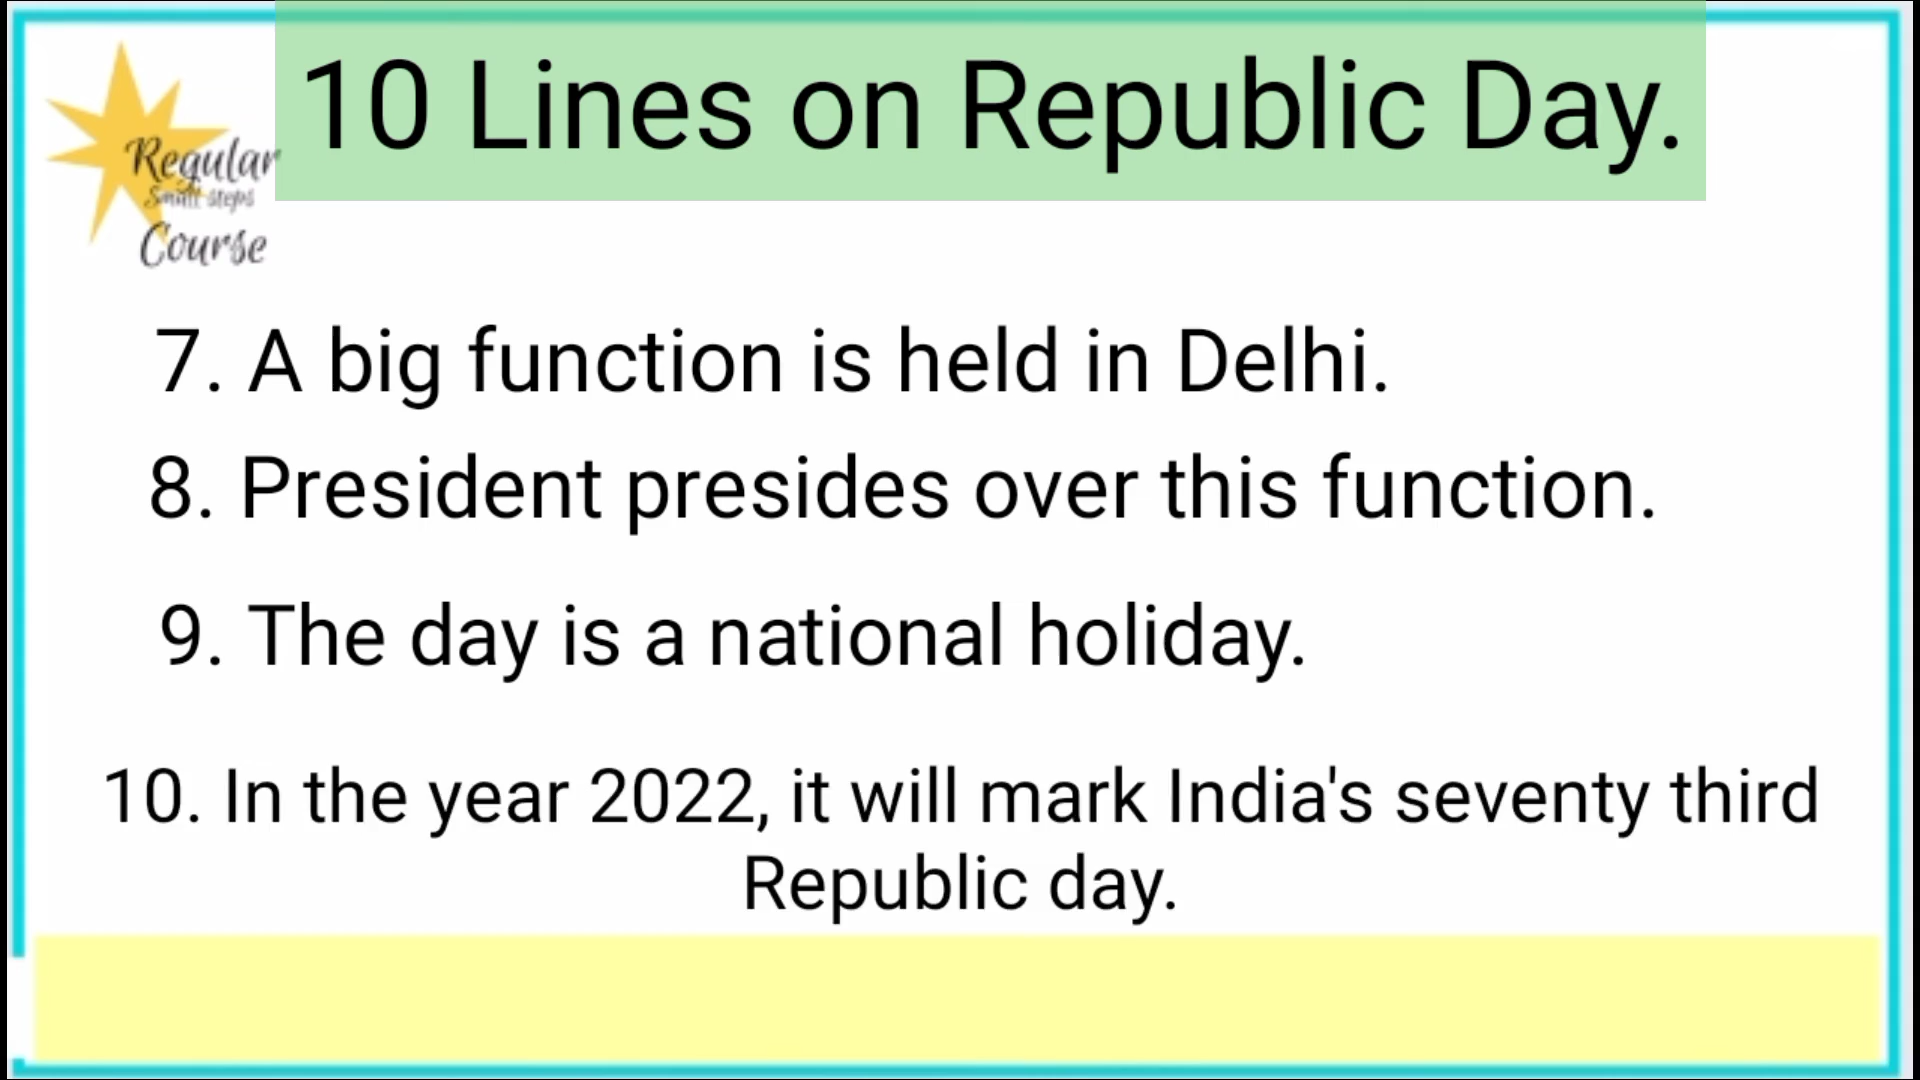 10 Lines on Republic Day.
Regular
Small steps
Course
7. A big function is held in Delhi.
8. President presides over this function.
9. The day is a national holiday.
10. In the year 2022, it will mark India's seventy third
Republic day.